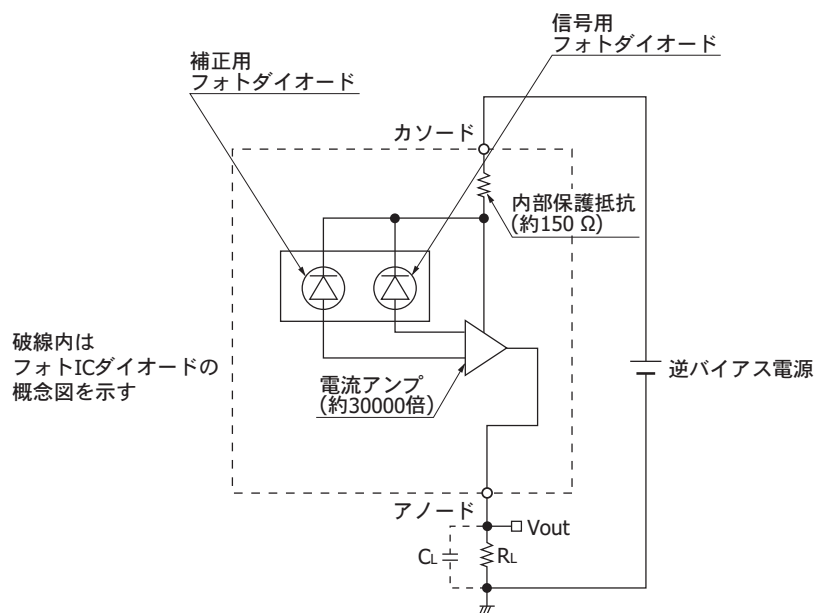 信号用
フォトダイオード
補正用
フォトダイオード
カソード
内部保護抵抗
(約150 Ω)
破線内は
フォトICダイオードの
概念図を示す
電流アンプ
(約30000倍)
逆バイアス電源
アノード
Vout
CL
RL